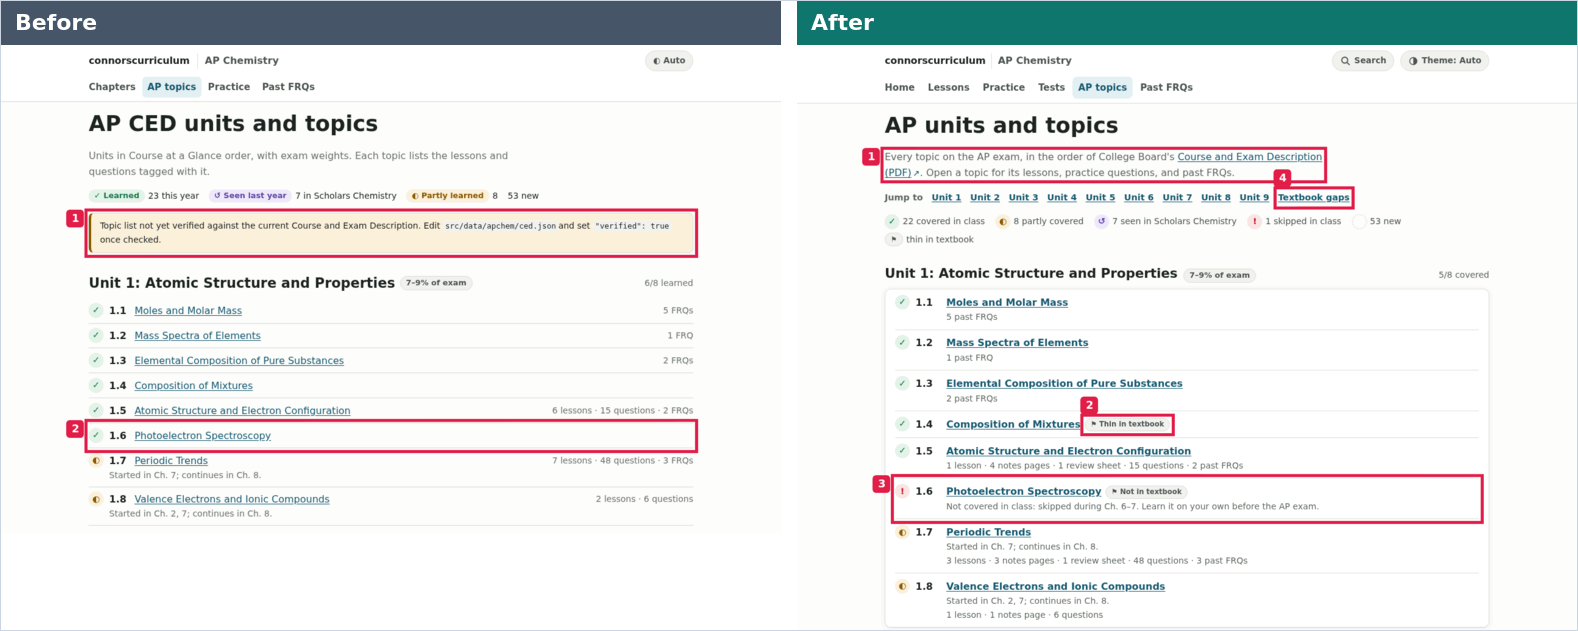 Before
connorscurriculum AP Chemistry
◐ Auto
Chapters AP topics Practice Past FRQs
AP CED units and topics
Units in Course at a Glance order, with exam weights. Each topic lists the lessons and
questions tagged with it.
✓ Learned 23 this year ↺ Seen last year 7 in Scholars Chemistry ◐ Partly learned 8 53 new
1
Topic list not yet verified against the current Course and Exam Description. Edit src/data/apchem/ced.json and set "verified": true
once checked.
Unit 1: Atomic Structure and Properties 7–9% of exam 6/8 learned
✓ 1.1 Moles and Molar Mass 5 FRQs
✓ 1.2 Mass Spectra of Elements 1 FRQ
✓ 1.3 Elemental Composition of Pure Substances 2 FRQs
✓ 1.4 Composition of Mixtures
✓ 1.5 Atomic Structure and Electron Configuration 6 lessons · 15 questions · 2 FRQs
2
✓ 1.6 Photoelectron Spectroscopy
◐ 1.7 Periodic Trends 7 lessons · 48 questions · 3 FRQs
Started in Ch. 7; continues in Ch. 8.
◐ 1.8 Valence Electrons and Ionic Compounds 2 lessons · 6 questions
Started in Ch. 2, 7; continues in Ch. 8.
After
connorscurriculum AP Chemistry
Search ◑ Theme: Auto
Home Lessons Practice Tests AP topics Past FRQs
AP units and topics
1
Every topic on the AP exam, in the order of College Board's Course and Exam Description
(PDF)↗. Open a topic for its lessons, practice questions, and past FRQs.
4
Jump to Unit 1 Unit 2 Unit 3 Unit 4 Unit 5 Unit 6 Unit 7 Unit 8 Unit 9 Textbook gaps
✓ 22 covered in class ◐ 8 partly covered ↺ 7 seen in Scholars Chemistry ! 1 skipped in class 53 new
⚑ thin in textbook
Unit 1: Atomic Structure and Properties 7–9% of exam 5/8 covered
✓ 1.1 Moles and Molar Mass
5 past FRQs
✓ 1.2 Mass Spectra of Elements
1 past FRQ
✓ 1.3 Elemental Composition of Pure Substances
2 past FRQs
2
✓ 1.4 Composition of Mixtures ⚑ Thin in textbook
✓ 1.5 Atomic Structure and Electron Configuration
1 lesson · 4 notes pages · 1 review sheet · 15 questions · 2 past FRQs
3
! 1.6 Photoelectron Spectroscopy ⚑ Not in textbook
Not covered in class: skipped during Ch. 6–7. Learn it on your own before the AP exam.
◐ 1.7 Periodic Trends
Started in Ch. 7; continues in Ch. 8.
3 lessons · 3 notes pages · 1 review sheet · 48 questions · 3 past FRQs
◐ 1.8 Valence Electrons and Ionic Compounds
Started in Ch. 2, 7; continues in Ch. 8.
1 lesson · 1 notes page · 6 questions